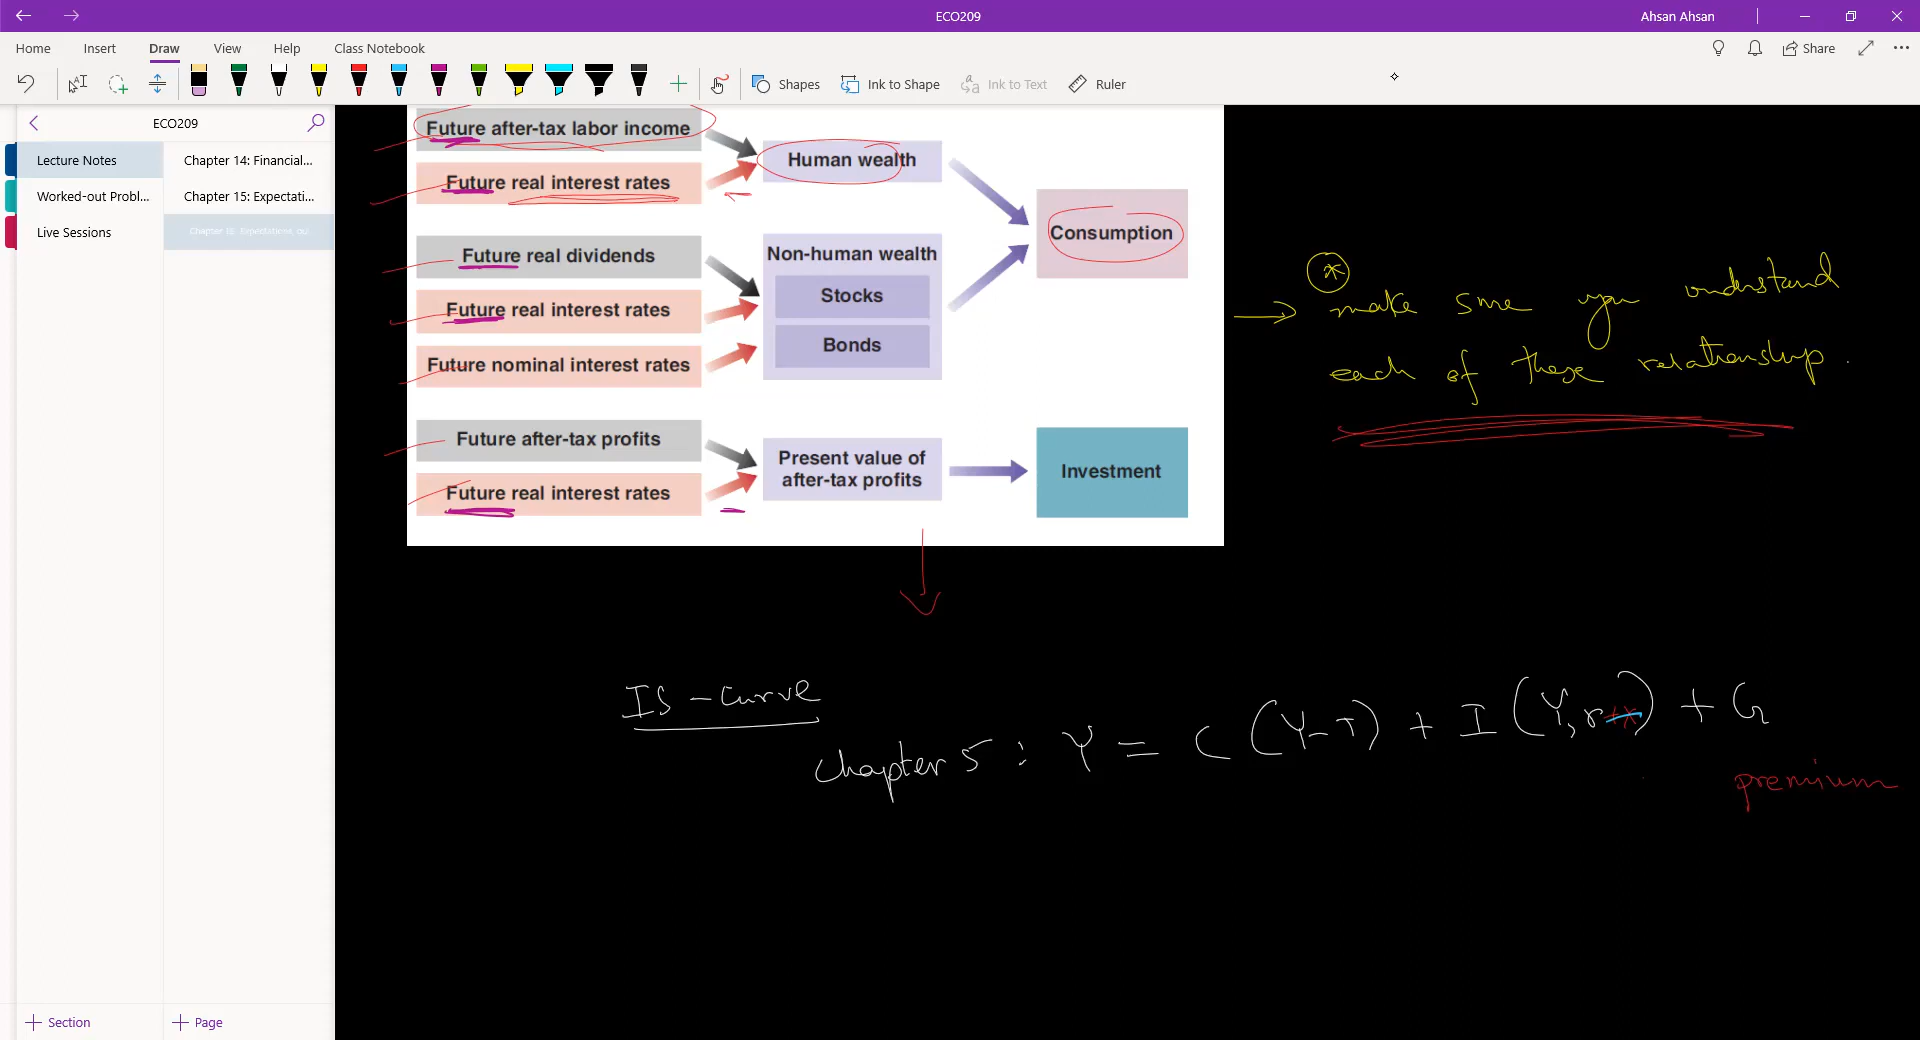 ECO209
Ahsan Ahsan
Home Insert Draw View Help Class Notebook
Share
Shapes Ink to Shape Ink to Text Ruler
ECO209
Lecture Notes
Worked-out Probl...
Live Sessions
Chapter 14: Financial...
Chapter 15: Expectati...
Future after-tax labor income
Future real interest rates
Human wealth
Future real dividends
Future real interest rates
Future nominal interest rates
Non-human wealth
Stocks
Bonds
Consumption
Future after-tax profits
Future real interest rates
Present value of
after-tax profits
Investment
make sure you understand
each of these relationship.
IS - Curve
Chapter 5 : Y = C (Y-T) + I (Y, r+x) + G
premium
Section
Page